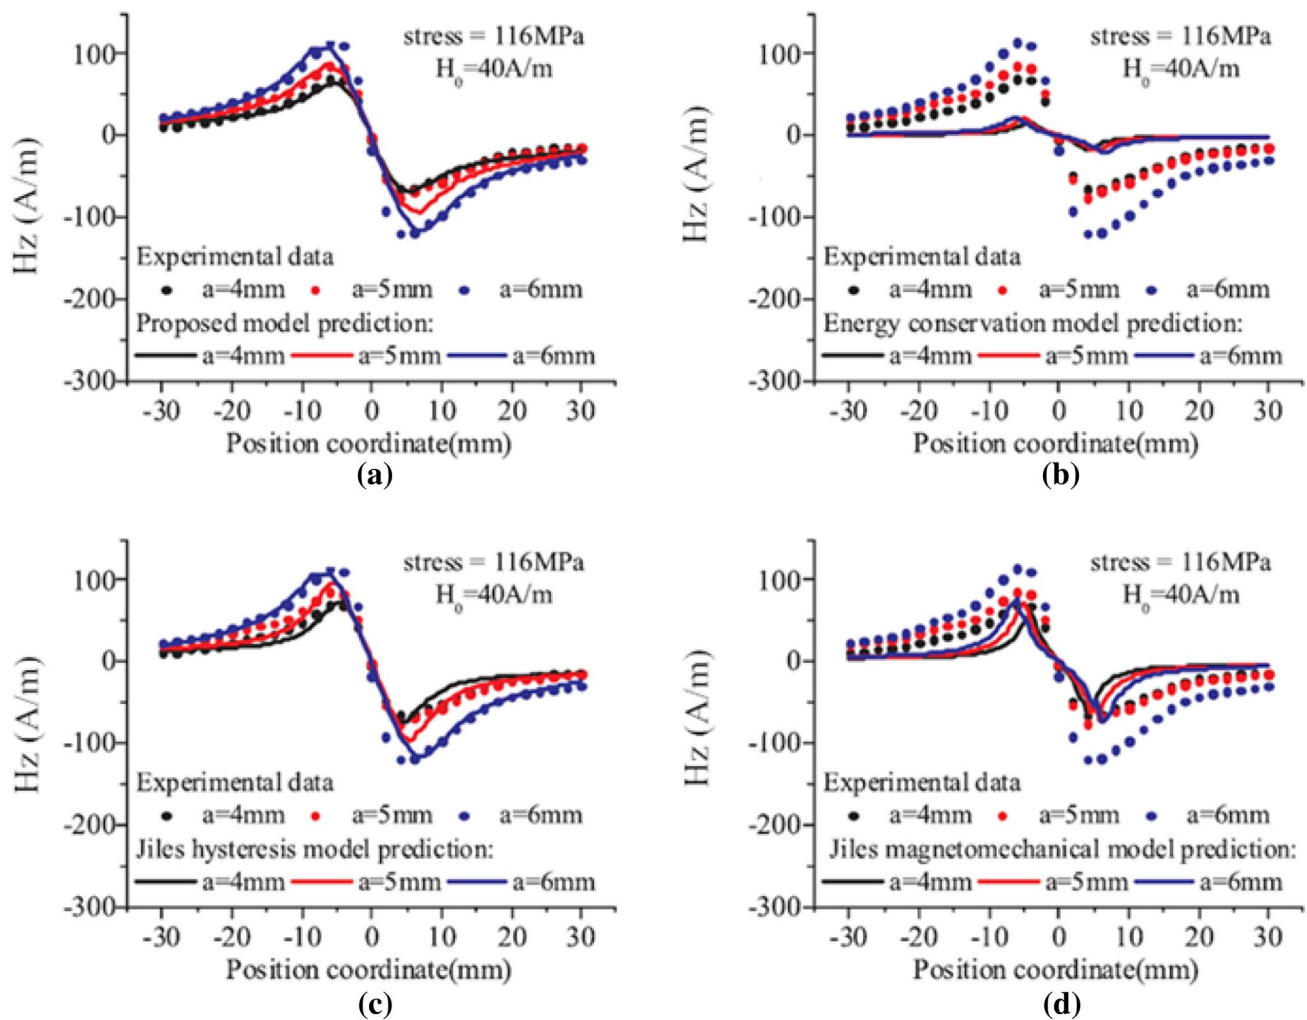 stress = 116MPa
H₀=40A/m
100
0
-100
-200
-300
Hz (A/m)
Experimental data
a=4mm a=5mm a=6mm
Proposed model prediction:
a=4mm a=5mm a=6mm
-30 -20 -10 0 10 20 30
Position coordinate(mm)
(a)
stress = 116MPa
H₀=40A/m
100
0
-100
-200
-300
Hz (A/m)
Experimental data
a=4mm a=5mm a=6mm
Energy conservation model prediction:
a=4mm a=5mm a=6mm
-30 -20 -10 0 10 20 30
Position coordinate(mm)
(b)
stress = 116MPa
H₀=40A/m
100
0
-100
-200
-300
Hz (A/m)
Experimental data
a=4mm a=5mm a=6mm
Jiles hysteresis model prediction:
a=4mm a=5mm a=6mm
-30 -20 -10 0 10 20 30
Position coordinate(mm)
(c)
stress = 116MPa
H₀=40A/m
100
0
-100
-200
-300
Hz (A/m)
Experimental data
a=4mm a=5mm a=6mm
Jiles magnetomechanical model prediction:
a=4mm a=5mm a=6mm
-30 -20 -10 0 10 20 30
Position coordinate(mm)
(d)